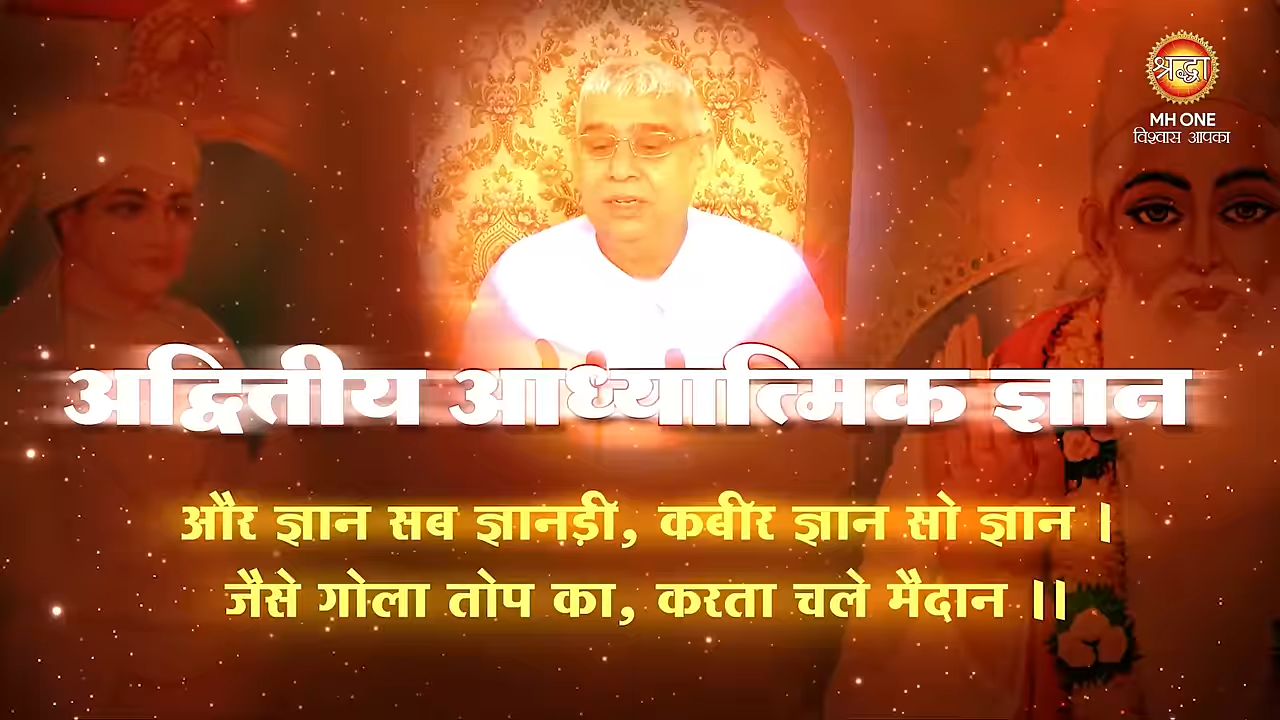 श्रद्धा
MH ONE
विश्वास आपका
अद्वितीय आध्यात्मिक ज्ञान
और ज्ञान सब ज्ञानड़ी, कबीर ज्ञान सो ज्ञान ।
जैसे गोला तोप का, करता चले मैदान ।।